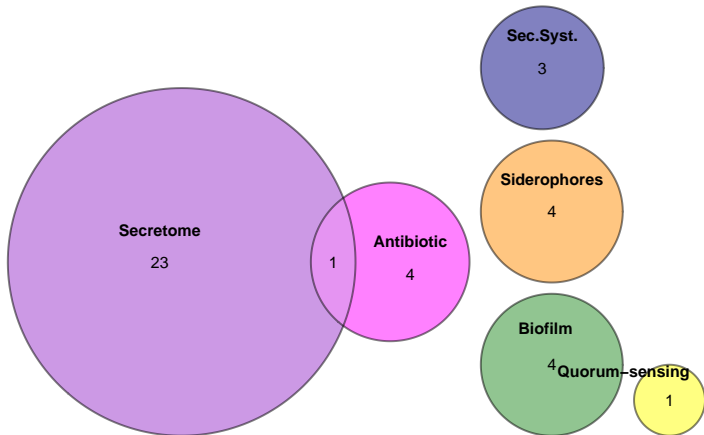 Sec.Syst.
3
Siderophores
4
Secretome
23
1
Antibiotic
4
Biofilm
4
Quorum−sensing
1